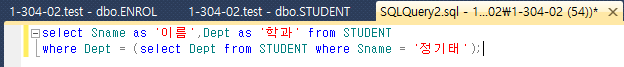 1-304-02.test - dbo.ENROL 1-304-02.test - dbo.STUDENT SQLQuery2.sql - 1...02₩1-304-02 (54))*
select Sname as '이름',Dept as '학과' from STUDENT
where Dept = (select Dept from STUDENT where Sname = '정기태');